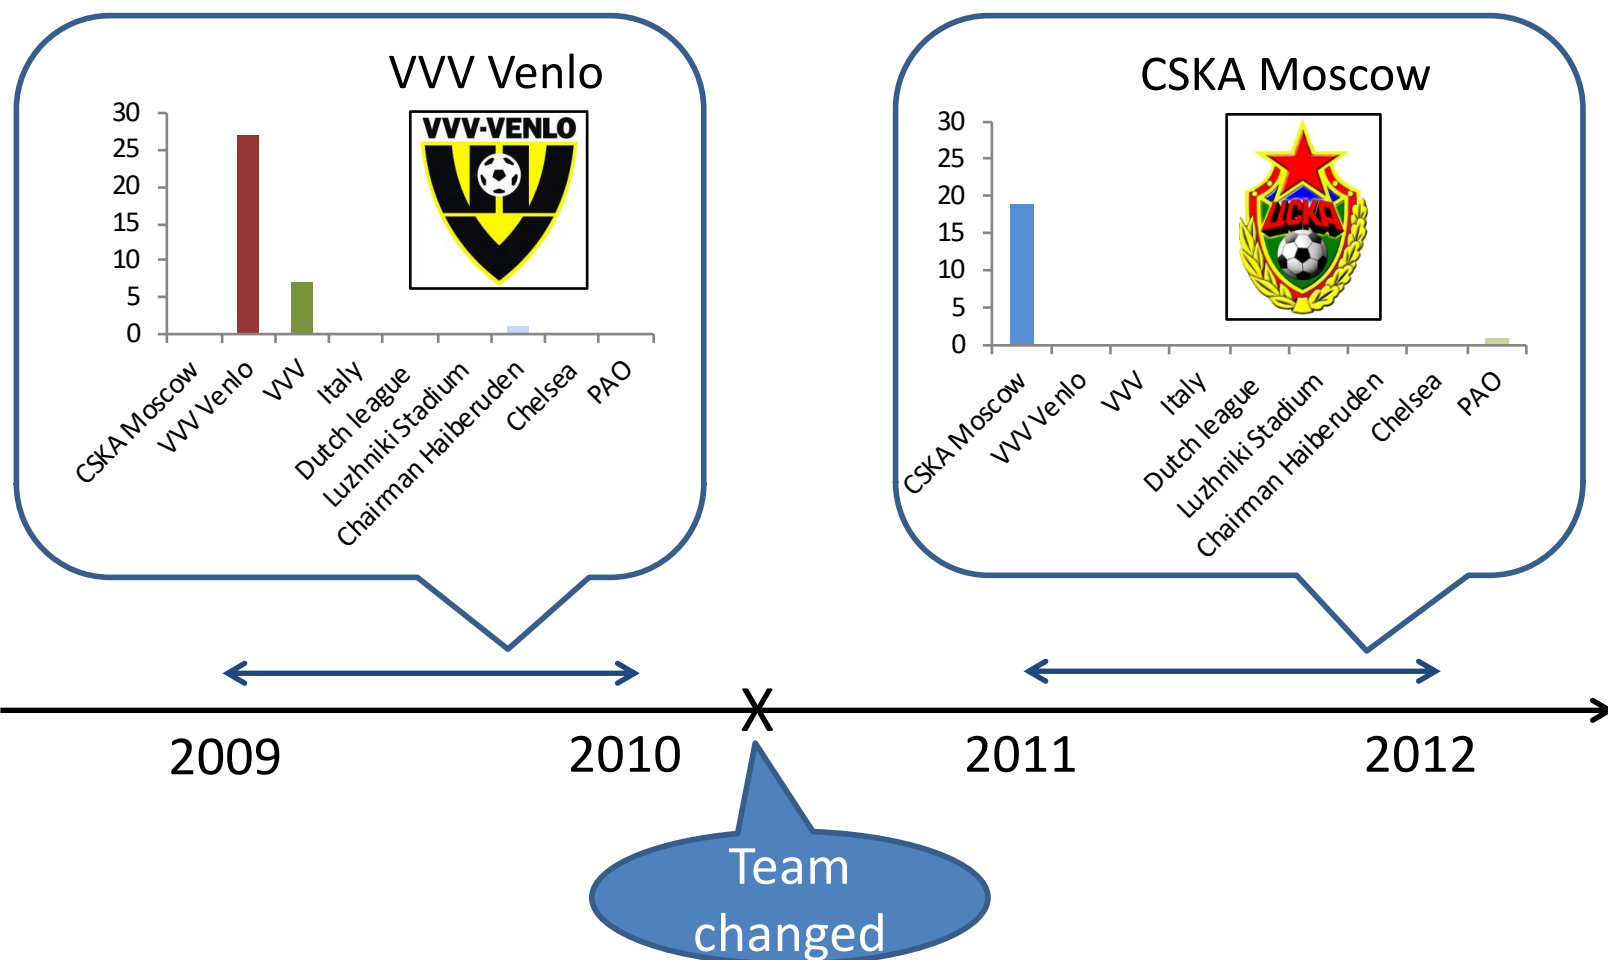 VVV Venlo
VVV-VENLO
30
25
20
15
10
5
0
CSKA Moscow
VVV Venlo
VVV
Italy
Dutch league
Luzhniki Stadium
Chairman Haiberuden
Chelsea
PAO
CSKA Moscow
ЦСКА
30
25
20
15
10
5
0
CSKA Moscow
VVV Venlo
VVV
Italy
Dutch league
Luzhniki Stadium
Chairman Haiberuden
Chelsea
PAO
X
2009
2010
2011
2012
Team
changed